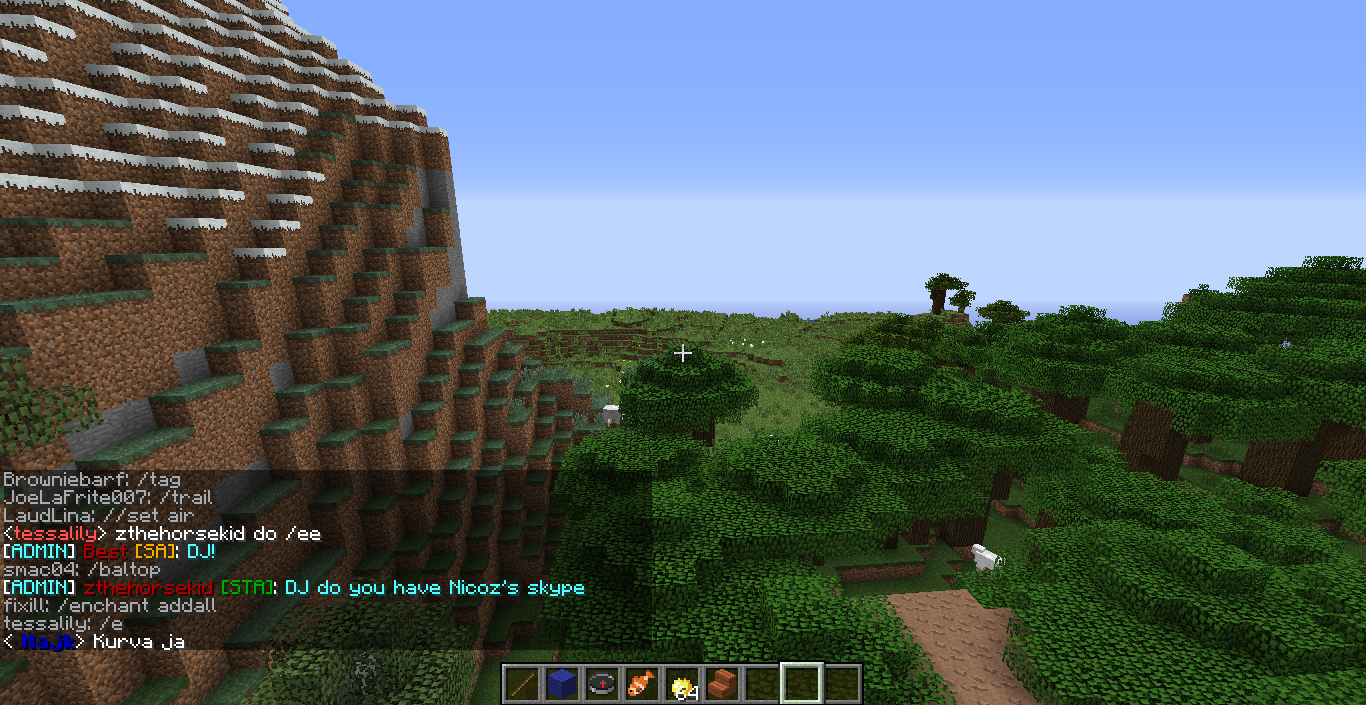 Browniebarf: /tag
JoeLaFrite007: /trail
LaudLina: //set air
<tessalily> zthehorsekid do /ee
[ADMIN] Best [SA]: DJ!
smac04: /baltop
[ADMIN] zthehorsekid [STA]: DJ do you have Nicoz's skype
fixill: /enchant addall
tessalily: /e
< Najk> Kurva ja
64